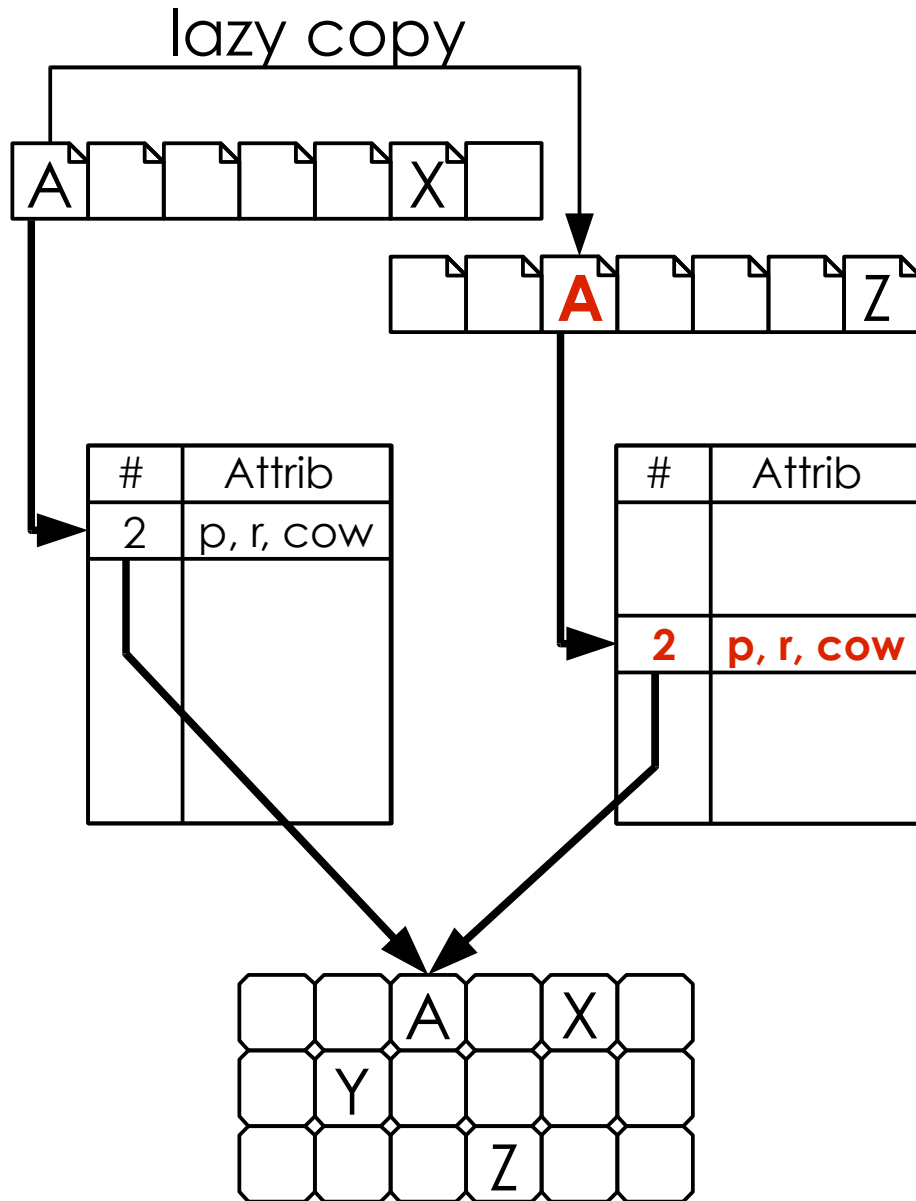 lazy copy
A X
A Z
# Attrib
2 p, r, cow
# Attrib
2 p, r, cow
A X
Y
Z